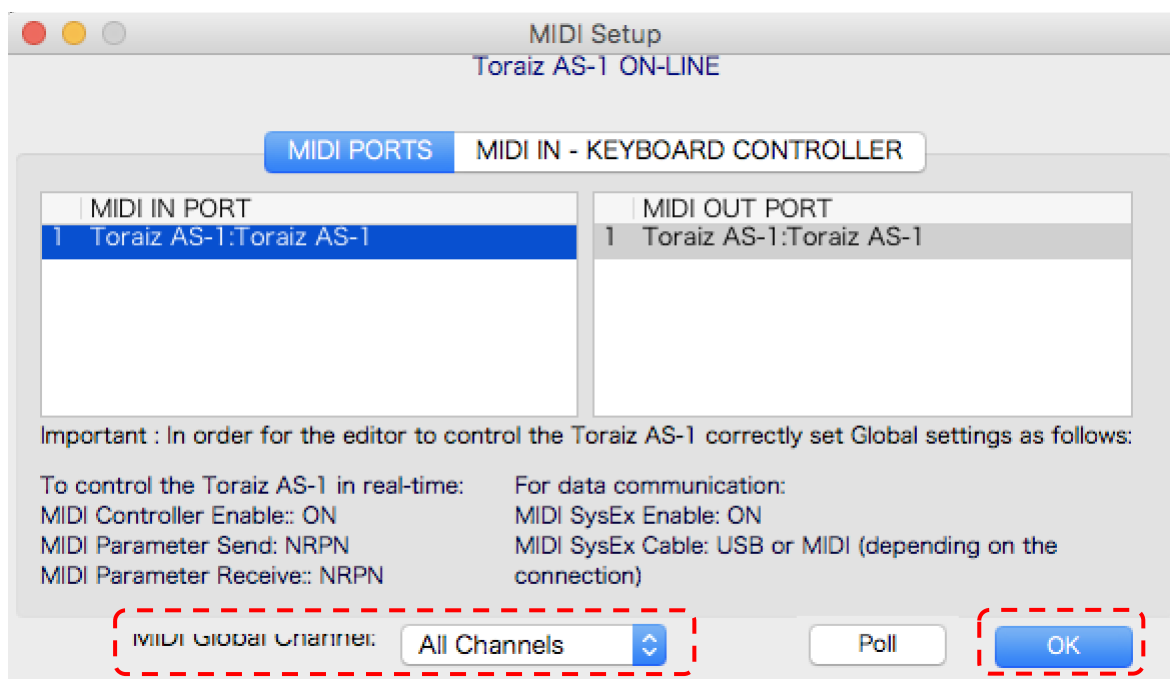 MIDI Setup
Toraiz AS-1 ON-LINE
MIDI PORTS
MIDI IN - KEYBOARD CONTROLLER
MIDI IN PORT
1 Toraiz AS-1:Toraiz AS-1
MIDI OUT PORT
1 Toraiz AS-1:Toraiz AS-1
Important : In order for the editor to control the Toraiz AS-1 correctly set Global settings as follows:
To control the Toraiz AS-1 in real-time:
MIDI Controller Enable:: ON
MIDI Parameter Send: NRPN
MIDI Parameter Receive:: NRPN
For data communication:
MIDI SysEx Enable: ON
MIDI SysEx Cable: USB or MIDI (depending on the
connection)
MIDI Global Channel:
All Channels
Poll
OK